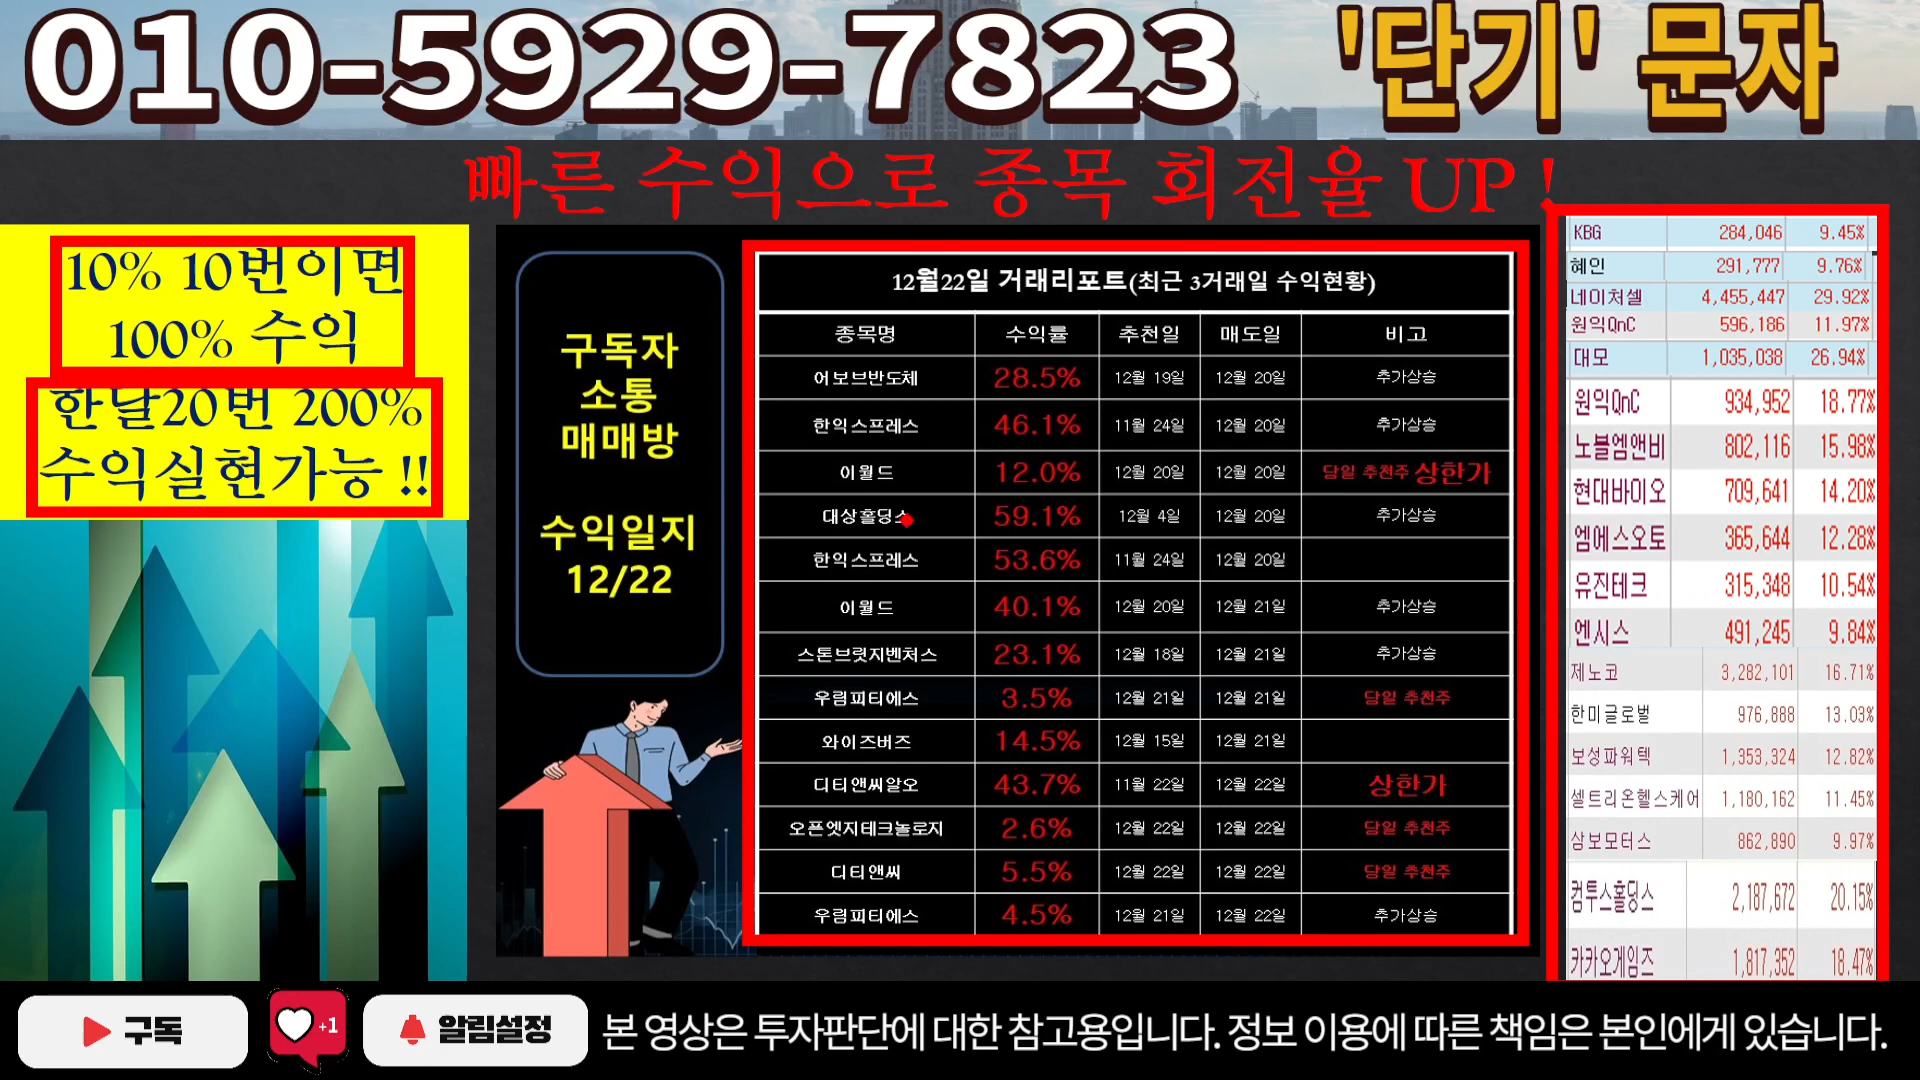 010-5929-7823 '단기' 문자
빠른 수익으로 종목 회전율 UP !
10% 10번이면
100% 수익
한달20번 200%
수익실현가능 !!
구독자
소통
매매방
수익일지
12/22
12월22일 거래리포트(최근 3거래일 수익현황)
종목명 수익률 추천일 매도일 비고
어보브반도체 28.5% 12월 19일 12월 20일 추가상승
한익스프레스 46.1% 11월 24일 12월 20일 추가상승
이월드 12.0% 12월 20일 12월 20일 당일 추천주 상한가
대상홀딩스 59.1% 12월 4일 12월 20일 추가상승
한익스프레스 53.6% 11월 24일 12월 20일
이월드 40.1% 12월 20일 12월 21일 추가상승
스톤브릿지벤처스 23.1% 12월 18일 12월 21일 추가상승
우림피티에스 3.5% 12월 21일 12월 21일 당일 추천주
와이즈버즈 14.5% 12월 15일 12월 21일
디티앤씨알오 43.7% 11월 22일 12월 22일 상한가
오픈엣지테크놀로지 2.6% 12월 22일 12월 22일 당일 추천주
디티앤씨 5.5% 12월 22일 12월 22일 당일 추천주
우림피티에스 4.5% 12월 21일 12월 22일 추가상승
KBG 284,046 9.45%
혜인 291,777 9.76%
네이처셀 4,455,447 29.92%
원익QnC 596,186 11.97%
대모 1,035,038 26.94%
원익QnC 934,952 18.77%
노블엠앤비 802,116 15.98%
현대바이오 709,641 14.20%
엠에스오토 365,644 12.28%
유진테크 315,348 10.54%
엔시스 491,245 9.84%
제노코 3,282,101 16.71%
한미글로벌 976,888 13.03%
보성파워텍 1,353,324 12.82%
셀트리온헬스케어 1,180,162 11.45%
삼보모터스 862,890 9.97%
컴투스홀딩스 2,187,672 20.15%
카카오게임즈 1,817,352 18.47%
구독 +1 알림설정 본 영상은 투자판단에 대한 참고용입니다. 정보 이용에 따른 책임은 본인에게 있습니다.